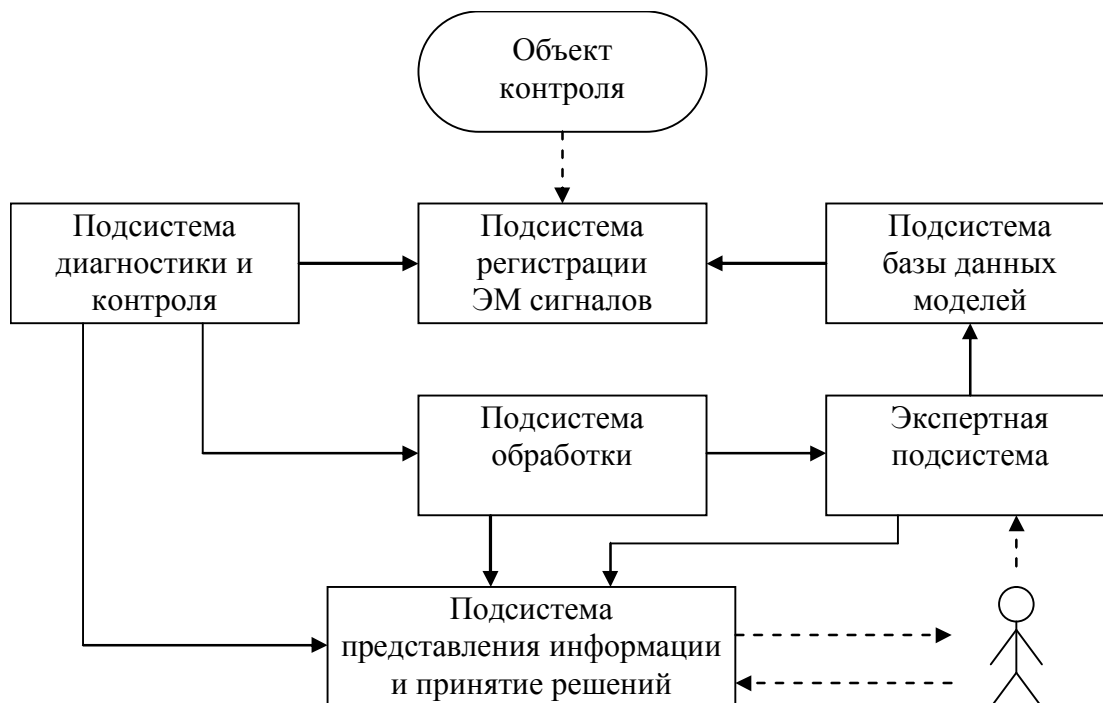 Объект
контроля
Подсистема
диагностики и
контроля
Подсистема
регистрации
ЭМ сигналов
Подсистема
базы данных
моделей
Подсистема
обработки
Экспертная
подсистема
Подсистема
представления информации
и принятие решений